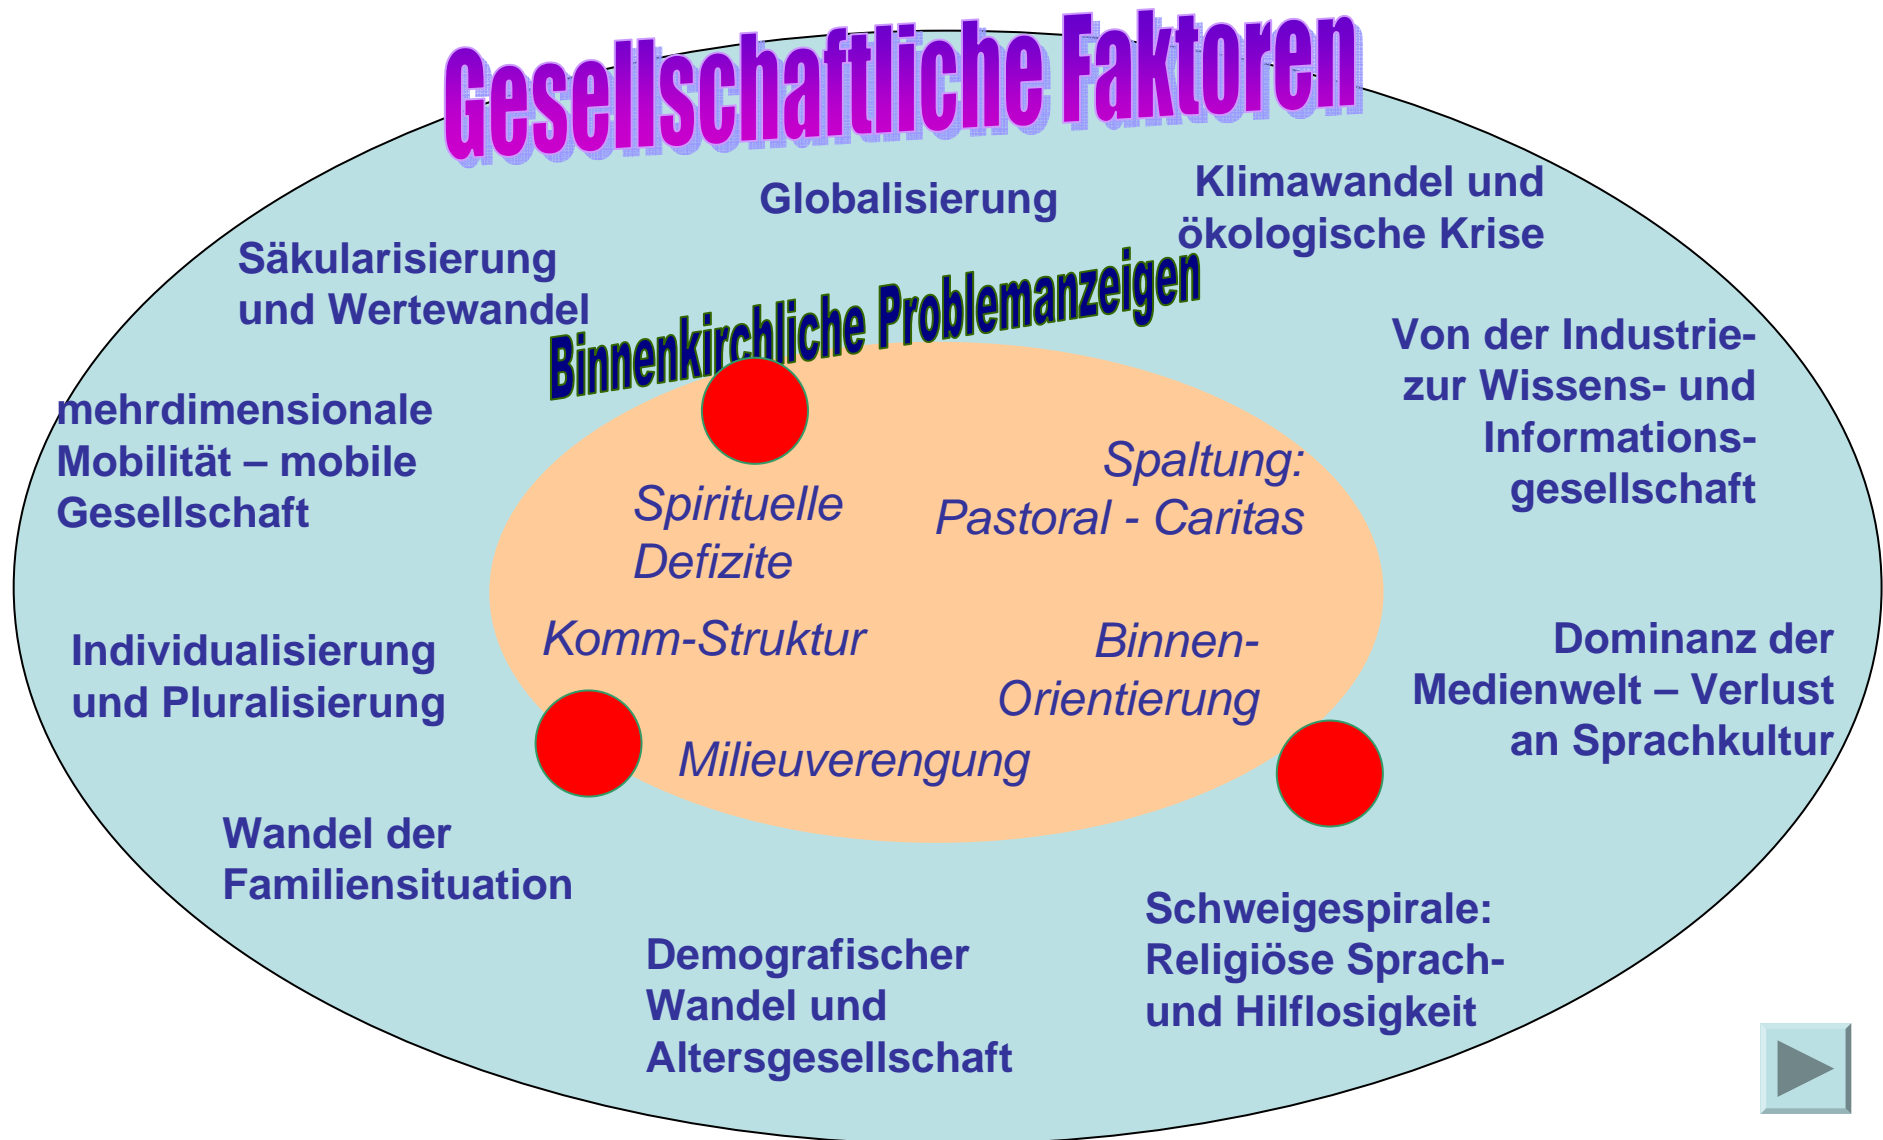 Gesellschaftliche Faktoren
Globalisierung
Klimawandel und
ökologische Krise
Säkularisierung
und Wertewandel
Binnenkirchliche Problemanzeigen
Von der Industrie-
zur Wissens- und
Informations-
gesellschaft
mehrdimensionale
Mobilität – mobile
Gesellschaft
Spaltung:
Pastoral - Caritas
Spirituelle
Defizite
Komm-Struktur
Binnen-
Orientierung
Individualisierung
und Pluralisierung
Dominanz der
Medienwelt – Verlust
an Sprachkultur
Milieuverengung
Wandel der
Familiensituation
Schweigespirale:
Religiöse Sprach-
und Hilflosigkeit
Demografischer
Wandel und
Altersgesellschaft